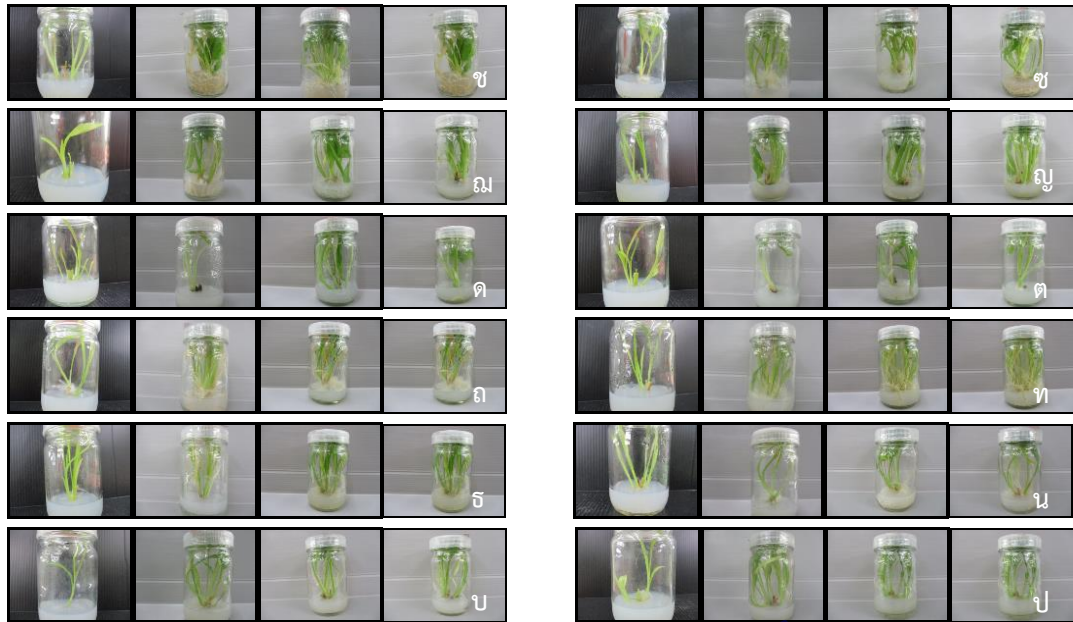 ช ซ
ฌ ญ
ด ต
ถ ท
ธ น
บ ป